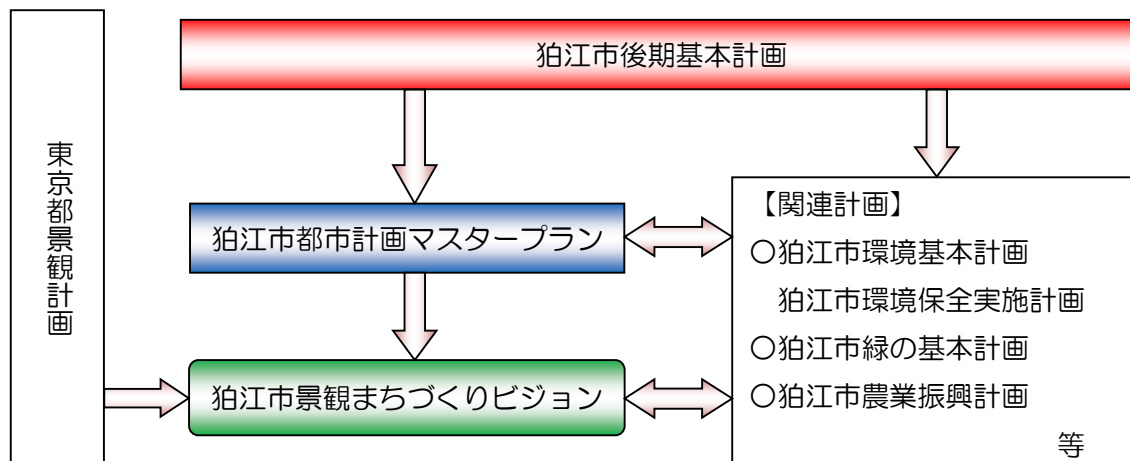 狛江市後期基本計画
東京都景観計画
狛江市都市計画マスタープラン
狛江市景観まちづくりビジョン
【関連計画】
○狛江市環境基本計画
狛江市環境保全実施計画
○狛江市緑の基本計画
○狛江市農業振興計画
等